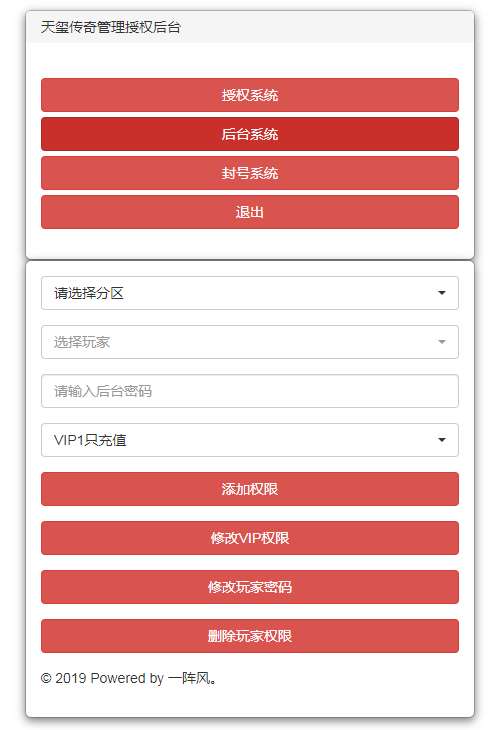 天玺传奇管理授权后台
授权系统
后台系统
封号系统
退出
请选择分区
选择玩家
请输入后台密码
VIP1只充值
添加权限
修改VIP权限
修改玩家密码
删除玩家权限
© 2019 Powered by 一阵风。